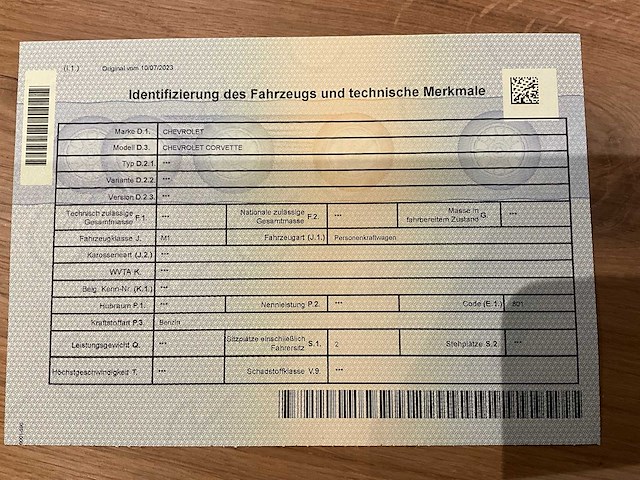 (I.1.) Original vom 10/07/2023
Identifizierung des Fahrzeugs und technische Merkmale
Marke D.1. CHEVROLET
Modell D.3. CHEVROLET CORVETTE
Typ D.2.1. ***
Variante D.2.2. ***
Version D.2.3. ***
Technisch zulässige Gesamtmasse F.1. *** Nationale zulässige Gesamtmasse F.2. *** Masse in fahrbereitem Zustand G. ***
Fahrzeugklasse J. M1 Fahrzeugart (J.1.) Personenkraftwagen
Karosserieart (J.2.) ***
WVTA K. ***
Belg. Kenn-Nr. (K.1.) ***
Hubraum P.1. *** Nennleistung P.2. *** Code (E.1.) 801
Kraftstoffart P.3. Benzin
Leistungsgewicht Q. *** Sitzplätze einschließlich Fahrersitz S.1. 2 Stehplätze S.2. ***
Höchstgeschwindigkeit T. *** Schadstoffklasse V.9. ***